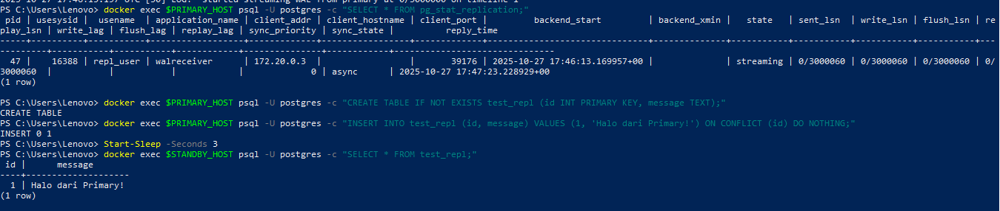 2025-10-27 17:46:13.197 UTC [50] LOG:  started streaming WAL from primary at 0/3000000 on timeline 1
PS C:\Users\Lenovo> docker exec $PRIMARY_HOST psql -U postgres -c "SELECT * FROM pg_stat_replication;"
 pid | usesysid |  usename  | application_name | client_addr | client_hostname | client_port |         backend_start         | backend_xmin |   state   | sent_lsn  | write_lsn | flush_lsn | re
play_lsn | write_lag | flush_lag | replay_lag | sync_priority | sync_state |          reply_time
-----+----------+-----------+------------------+-------------+-----------------+-------------+-------------------------------+--------------+-----------+-----------+-----------+-----------+---
---------+-----------+-----------+------------+---------------+------------+-------------------------------
  47 |    16388 | repl_user | walreceiver      | 172.20.0.3  |                 |       39176 | 2025-10-27 17:46:13.169957+00 |              | streaming | 0/3000060 | 0/3000060 | 0/3000060 | 0/
3000060  |           |           |            |             0 | async      | 2025-10-27 17:47:23.228929+00
(1 row)
PS C:\Users\Lenovo> docker exec $PRIMARY_HOST psql -U postgres -c "CREATE TABLE IF NOT EXISTS test_repl (id INT PRIMARY KEY, message TEXT);"
CREATE TABLE
PS C:\Users\Lenovo> docker exec $PRIMARY_HOST psql -U postgres -c "INSERT INTO test_repl (id, message) VALUES (1, 'Halo dari Primary!') ON CONFLICT (id) DO NOTHING;"
INSERT 0 1
PS C:\Users\Lenovo> Start-Sleep -Seconds 3
PS C:\Users\Lenovo> docker exec $STANDBY_HOST psql -U postgres -c "SELECT * FROM test_repl;"
 id |      message
----+--------------------
  1 | Halo dari Primary!
(1 row)